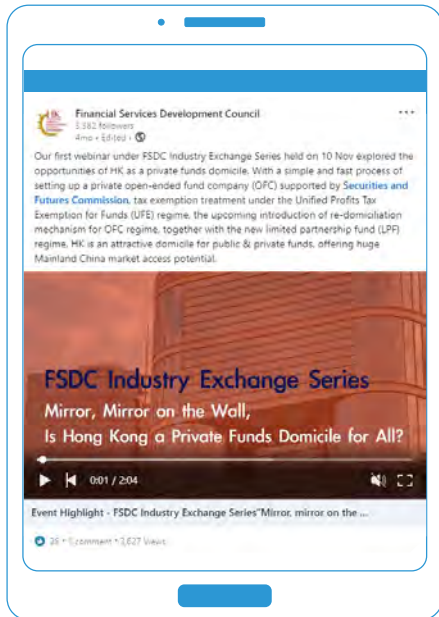 Financial Services Development Council
3,382 followers
4mo • Edited •
Our first webinar under FSDC Industry Exchange Series held on 10 Nov explored the
opportunities of HK as a private funds domicile. With a simple and fast process of
setting up a private open-ended fund company (OFC) supported by Securities and
Futures Commission, tax exemption treatment under the Unified Profits Tax
Exemption for Funds (UFE) regime, the upcoming introduction of re-domiciliation
mechanism for OFC regime, together with the new limited partnership fund (LPF)
regime, HK is an attractive domicile for public & private funds, offering huge
Mainland China market access potential.
FSDC Industry Exchange Series
Mirror, Mirror on the Wall,
Is Hong Kong a Private Funds Domicile for All?
0:01 / 2:04
Event Highlight - FSDC Industry Exchange Series"Mirror, mirror on the ...
28 • 1 comment • 2,627 Views